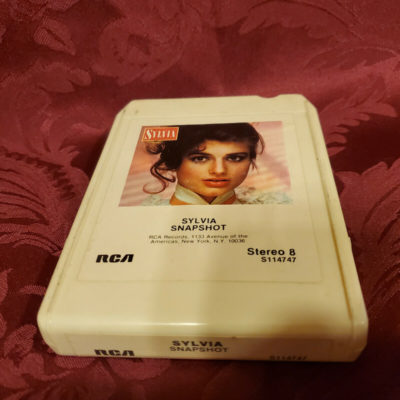 SYLVIA
SYLVIA
SNAPSHOT
RCA Records, 1133 Avenue of the
Americas, New York, N.Y. 10036
RCA
Stereo 8
S114747
RCA
SYLVIA
SNAPSHOT
S114747